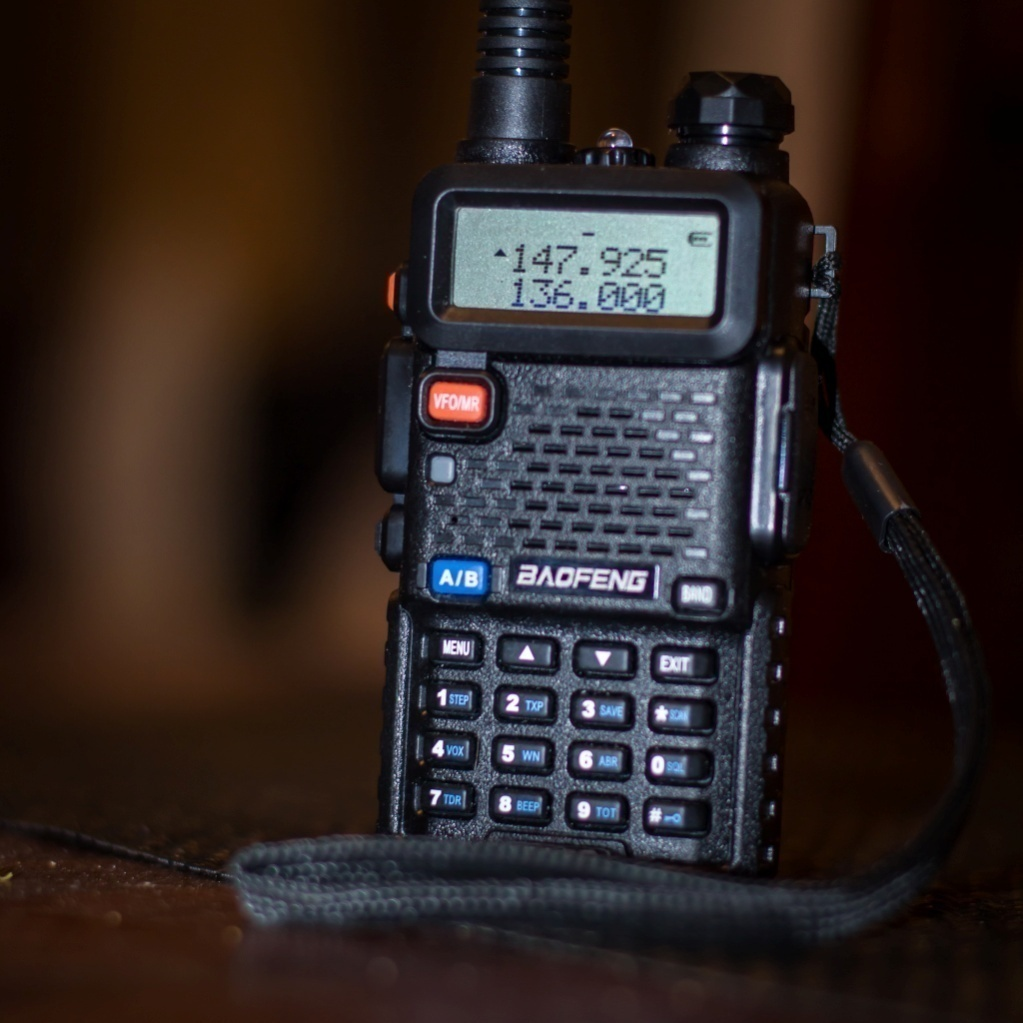 147.925
136.000
VFO/MR
A/B BAOFENG BAND
MENU ▲ ▼ EXIT
1 STEP 2 TXP 3 SAVE * SCAN
4 VOX 5 WN 6 ABR 0 SQL
7 TDR 8 BEEP 9 TOT #